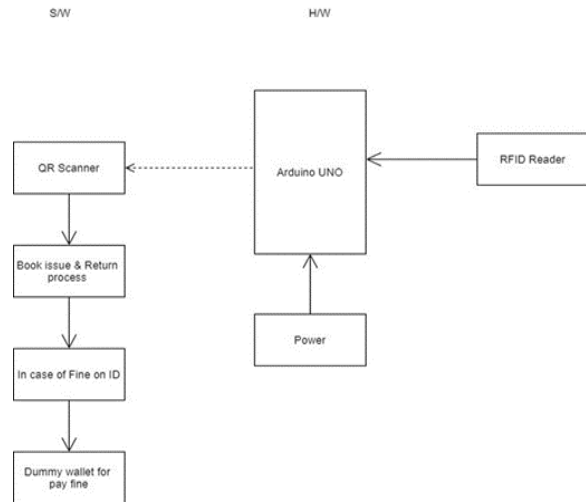 S/W
H/W
QR Scanner
Arduino UNO
RFID Reader
Book issue & Return
process
Power
In case of Fine on ID
Dummy wallet for
pay fine